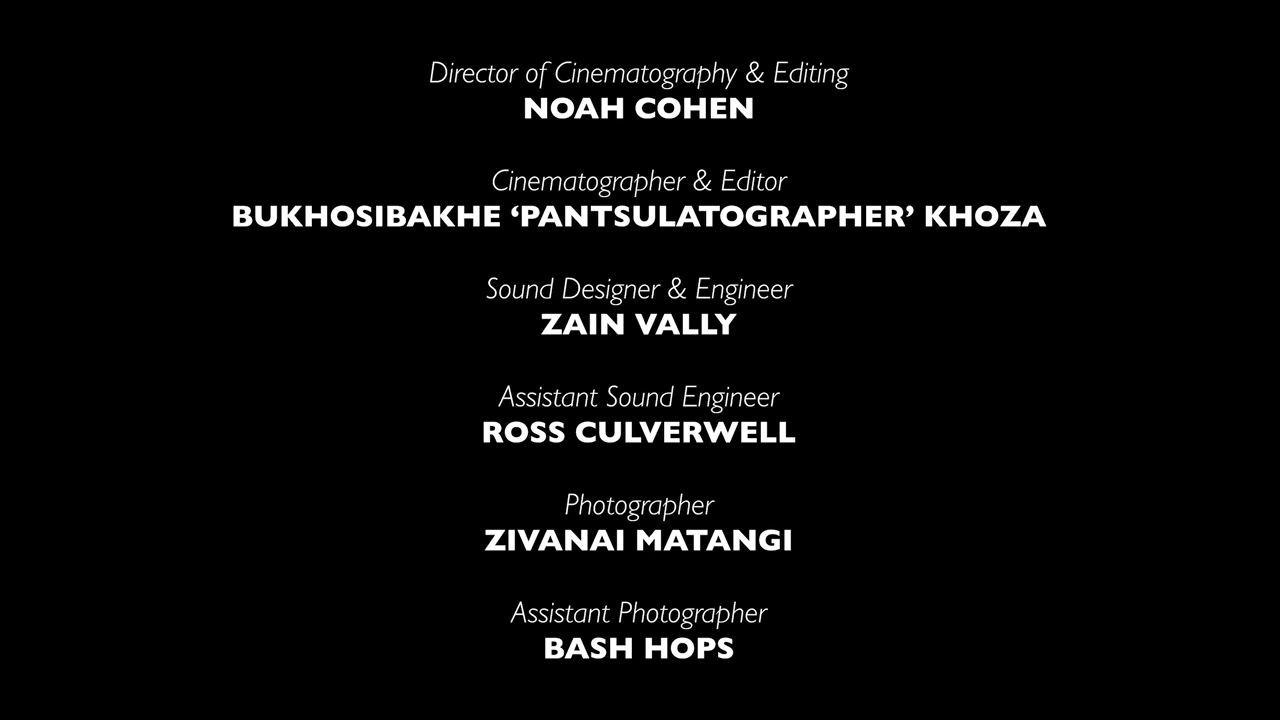 Director of Cinematography & Editing
NOAH COHEN
Cinematographer & Editor
BUKHOSIBAKHE ‘PANTSULATOGRAPHER’ KHOZA
Sound Designer & Engineer
ZAIN VALLY
Assistant Sound Engineer
ROSS CULVERWELL
Photographer
ZIVANAI MATANGI
Assistant Photographer
BASH HOPS